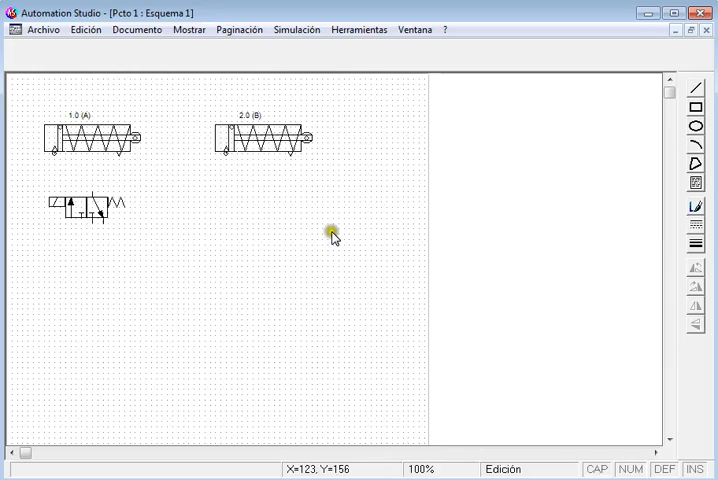 Automation Studio - [Pcto 1 : Esquema 1]
Archivo Edición Documento Mostrar Paginación Simulación Herramientas Ventana ?
1.0 (A) 2.0 (B)
X=123, Y=156 100% Edición CAP NUM DEF INS